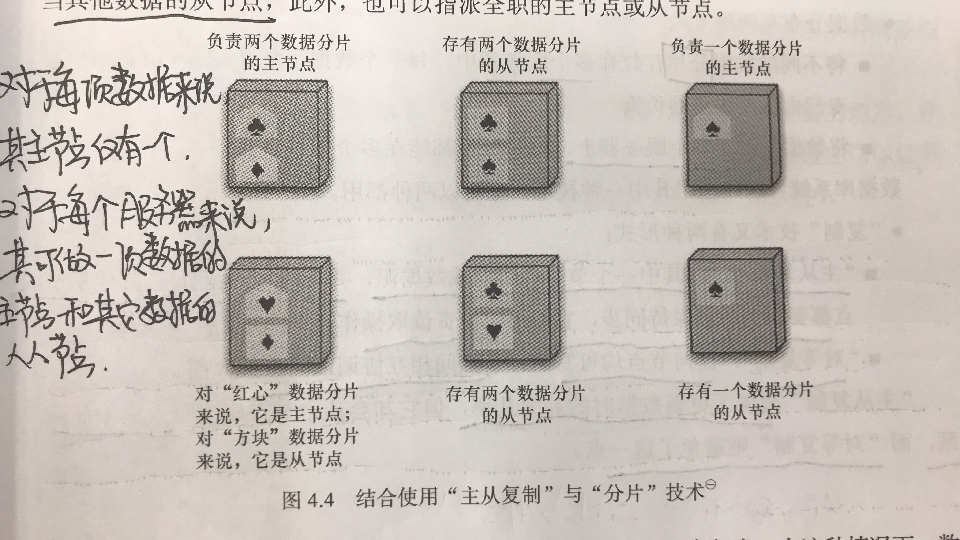 当其他数据的从节点，此外，也可以指派全职的主节点或从节点。
负责两个数据分片
的主节点
存有两个数据分片
的从节点
负责一个数据分片
的主节点
对于每项数据来说，
其主节点仅有一个.
对于每个服务器来说，
其可做一项数据的
主节点和其它数据的
从节点.
对“红心”数据分片
来说，它是主节点；
对“方块”数据分片
来说，它是从节点
存有两个数据分片
的从节点
存有一个数据分片
的从节点
图 4.4 结合使用“主从复制”与“分片”技术㊀